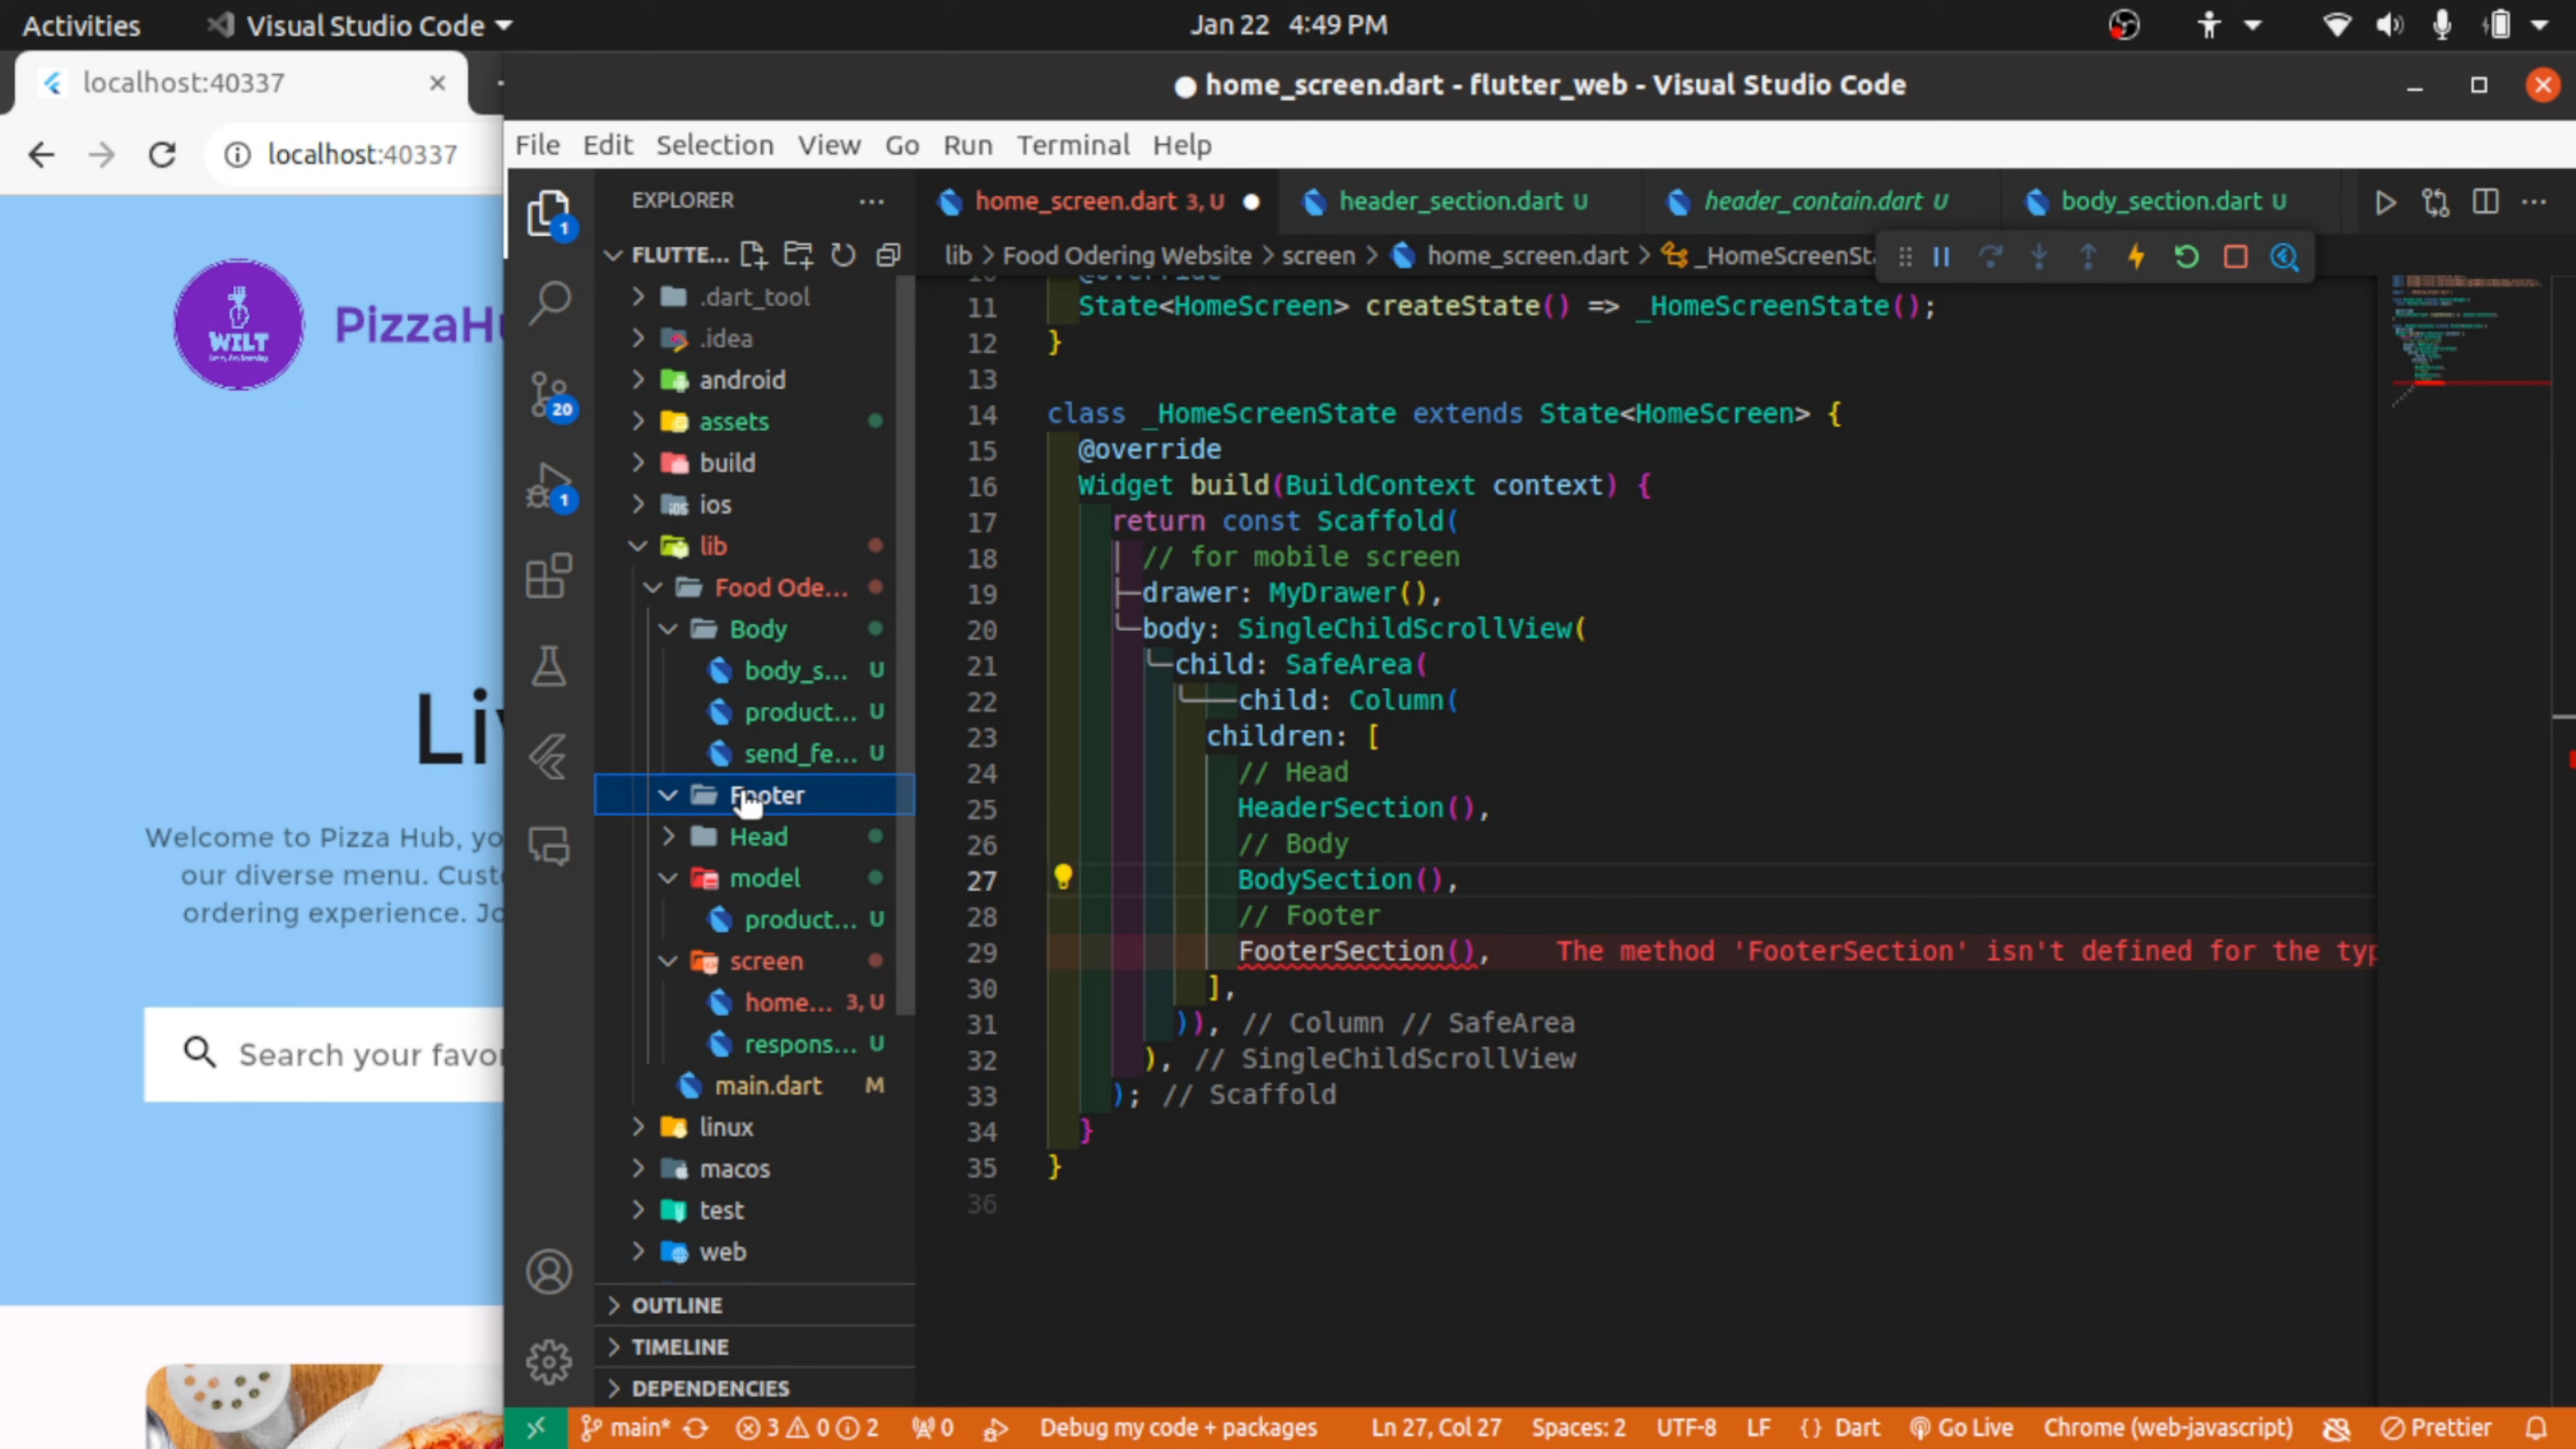 Activities
Visual Studio Code
Jan 22 4:49 PM
localhost:40337
localhost:40337
WILT
PizzaHu
Li
Welcome to Pizza Hub, yo
our diverse menu. Cust
ordering experience. Jo
Search your favor
home_screen.dart - flutter_web - Visual Studio Code
File Edit Selection View Go Run Terminal Help
EXPLORER
FLUTTE...
.dart_tool
.idea
android
assets
build
ios
lib
Food Ode...
Body
body_s... U
product... U
send_fe... U
Footer
Head
model
product... U
screen
home... 3, U
respons... U
main.dart M
linux
macos
test
web
OUTLINE
TIMELINE
DEPENDENCIES
1
20
1
home_screen.dart 3, U
header_section.dart U
header_contain.dart U
body_section.dart U
lib > Food Odering Website > screen > home_screen.dart > _HomeScreenSta
10 @override
11 State<HomeScreen> createState() => _HomeScreenState();
12 }
13
14 class _HomeScreenState extends State<HomeScreen> {
15 @override
16 Widget build(BuildContext context) {
17 return const Scaffold(
18 // for mobile screen
19 drawer: MyDrawer(),
20 body: SingleChildScrollView(
21 child: SafeArea(
22 child: Column(
23 children: [
24 // Head
25 HeaderSection(),
26 // Body
27 BodySection(),
28 // Footer
29 FooterSection(), The method 'FooterSection' isn't defined for the typ
30 ],
31 )), // Column // SafeArea
32 ), // SingleChildScrollView
33 ); // Scaffold
34 }
35 }
36
main* 3 0 2 0 Debug my code + packages Ln 27, Col 27 Spaces: 2 UTF-8 LF {} Dart Go Live Chrome (web-javascript) Prettier